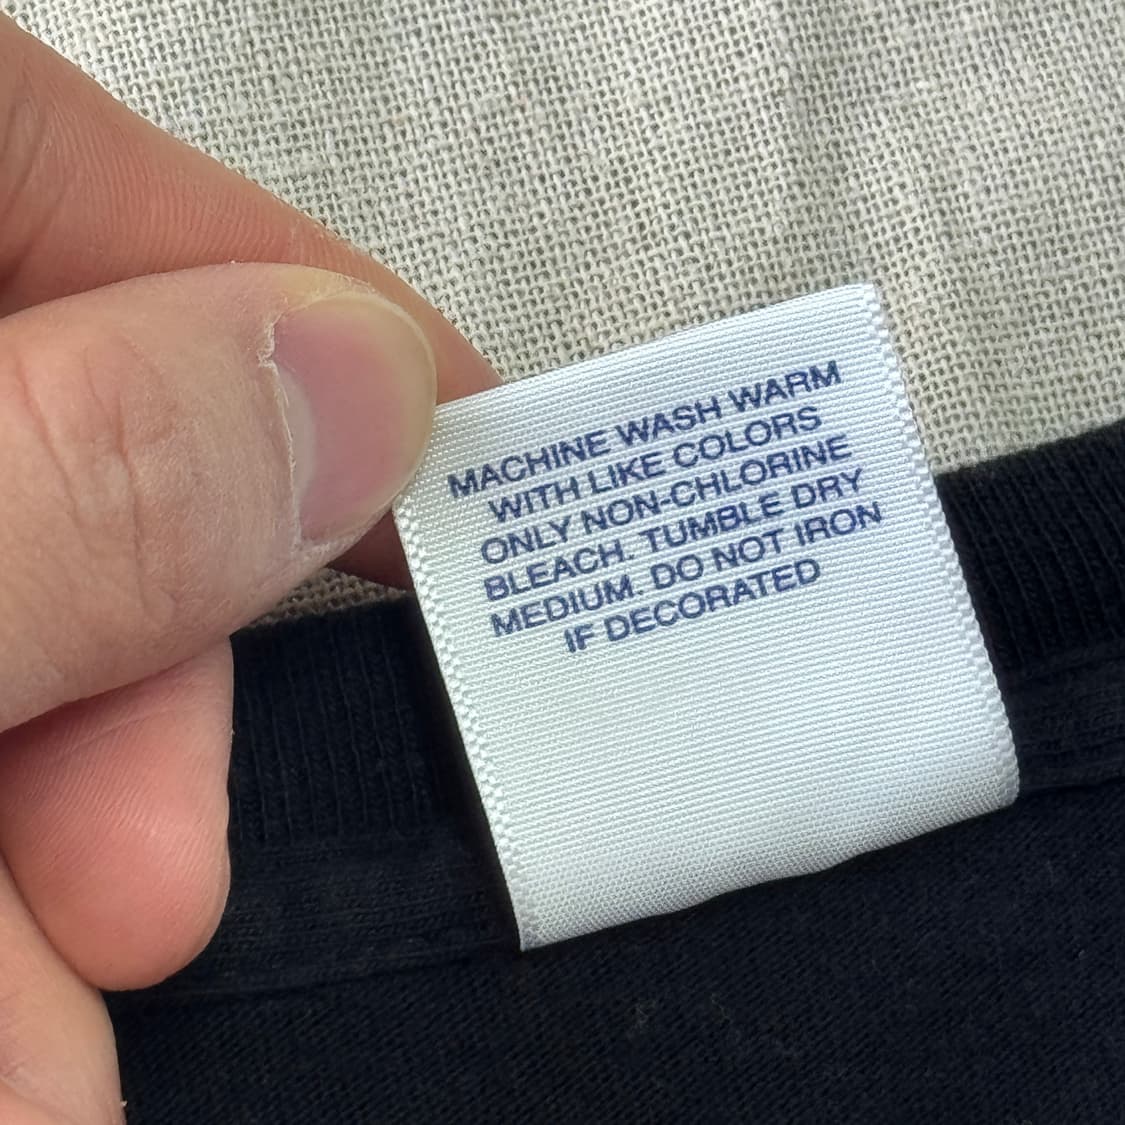 MACHINE WASH WARM
WITH LIKE COLORS
ONLY NON-CHLORINE
BLEACH. TUMBLE DRY
MEDIUM. DO NOT IRON
IF DECORATED